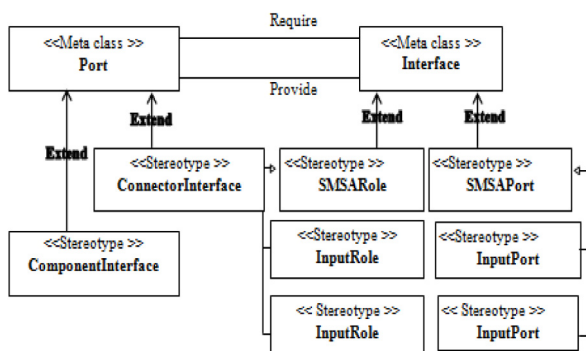 Require
<<Meta class >>
Port
<<Meta class >>
Interface
Provide
Extend
Extend
Extend
Extend
<<Stereotype >>
ConnectorInterface
<<Stereotype >>
SMSARole
<<Stereotype >>
SMSAPort
<<Stereotype >>
ComponentInterface
<<Stereotype >>
InputRole
<<Stereotype >>
InputPort
<< Stereotype >>
InputRole
<< Stereotype >>
InputPort